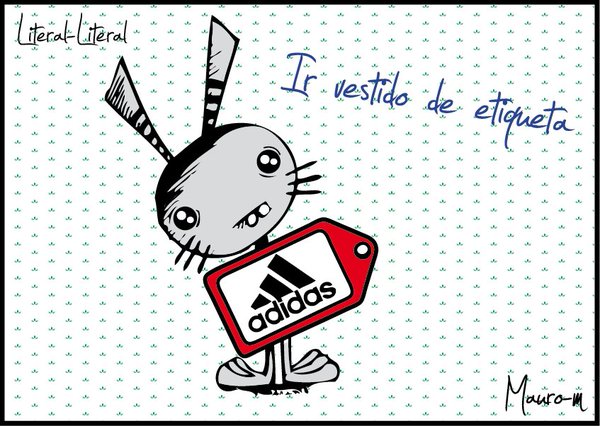 Literal-Literal
Ir vestido de etiqueta
adidas
Mauro-m